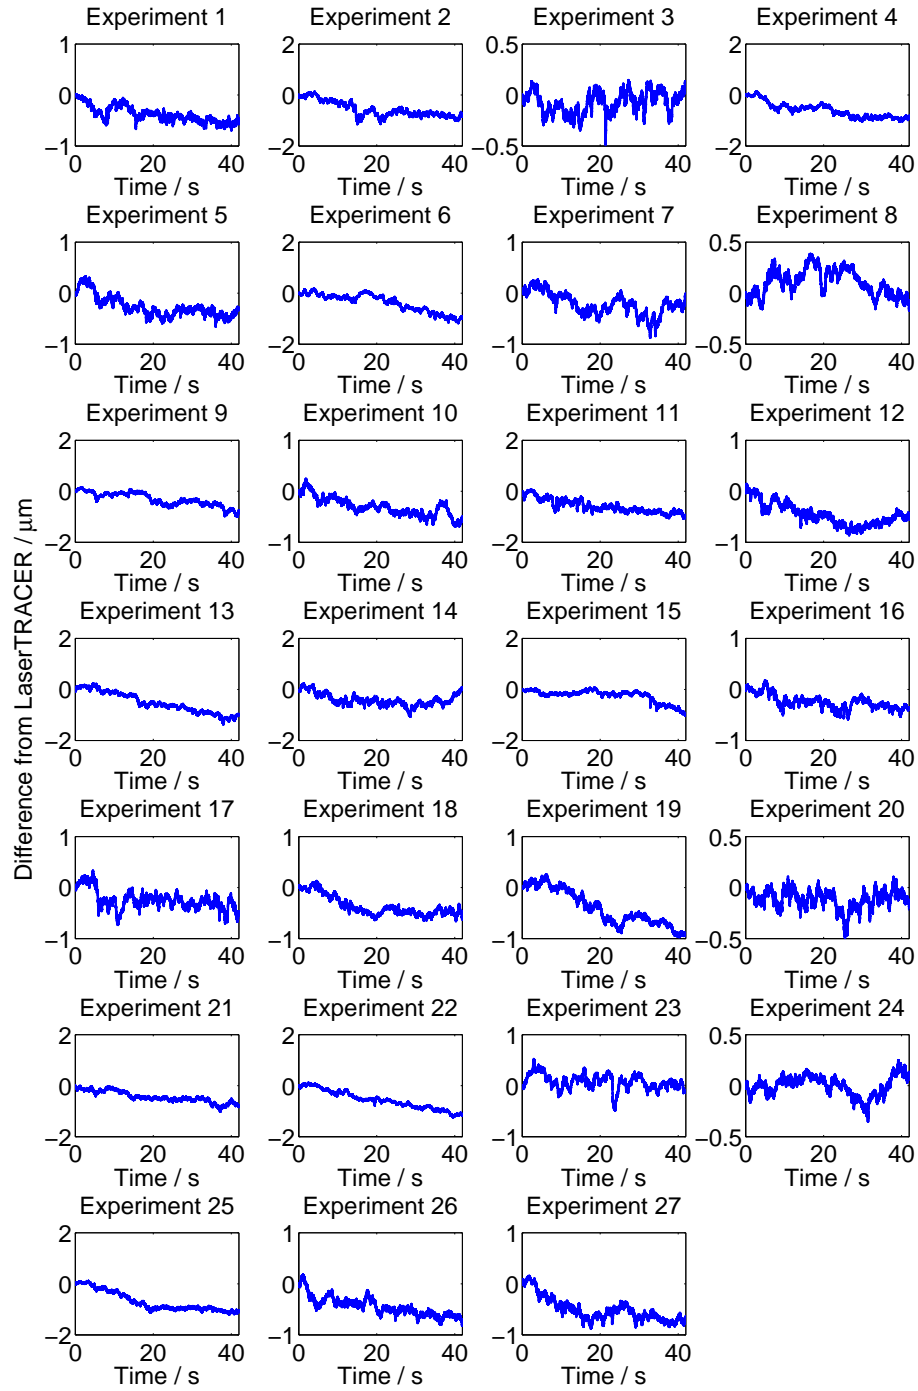 Experiment 1 Experiment 2 Experiment 3 Experiment 4
1 2 0.5 2
0 0 0 0
−1 −2 −0.5 −2
0 20 40 0 20 40 0 20 40 0 20 40
Time / s Time / s Time / s Time / s
Experiment 5 Experiment 6 Experiment 7 Experiment 8
1 2 1 0.5
0 0 0 0
−1 −2 −1 −0.5
0 20 40 0 20 40 0 20 40 0 20 40
Time / s Time / s Time / s Time / s
Experiment 9 Experiment 10 Experiment 11 Experiment 12
2 1 2 1
0 0 0 0
−2 −1 −2 −1
0 20 40 0 20 40 0 20 40 0 20 40
Time / s Time / s Time / s Time / s
Difference from LaserTRACER / μm
Experiment 13 Experiment 14 Experiment 15 Experiment 16
2 2 2 1
0 0 0 0
−2 −2 −2 −1
0 20 40 0 20 40 0 20 40 0 20 40
Time / s Time / s Time / s Time / s
Experiment 17 Experiment 18 Experiment 19 Experiment 20
1 1 1 0.5
0 0 0 0
−1 −1 −1 −0.5
0 20 40 0 20 40 0 20 40 0 20 40
Time / s Time / s Time / s Time / s
Experiment 21 Experiment 22 Experiment 23 Experiment 24
2 2 1 0.5
0 0 0 0
−2 −2 −1 −0.5
0 20 40 0 20 40 0 20 40 0 20 40
Time / s Time / s Time / s Time / s
Experiment 25 Experiment 26 Experiment 27
2 1 1
0 0 0
−2 −1 −1
0 20 40 0 20 40 0 20 40
Time / s Time / s Time / s